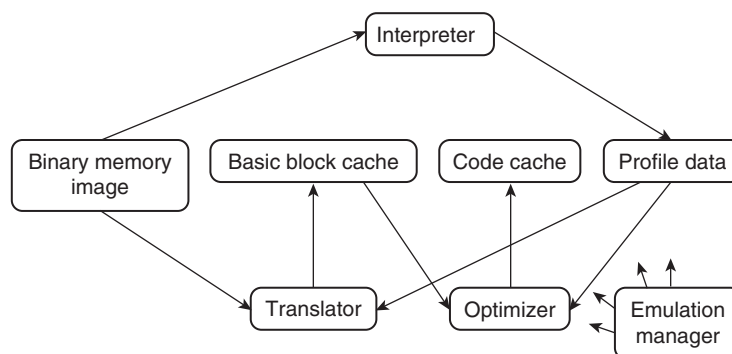 Interpreter
Binary memory
image
Basic block cache
Code cache
Profile data
Translator
Optimizer
Emulation
manager